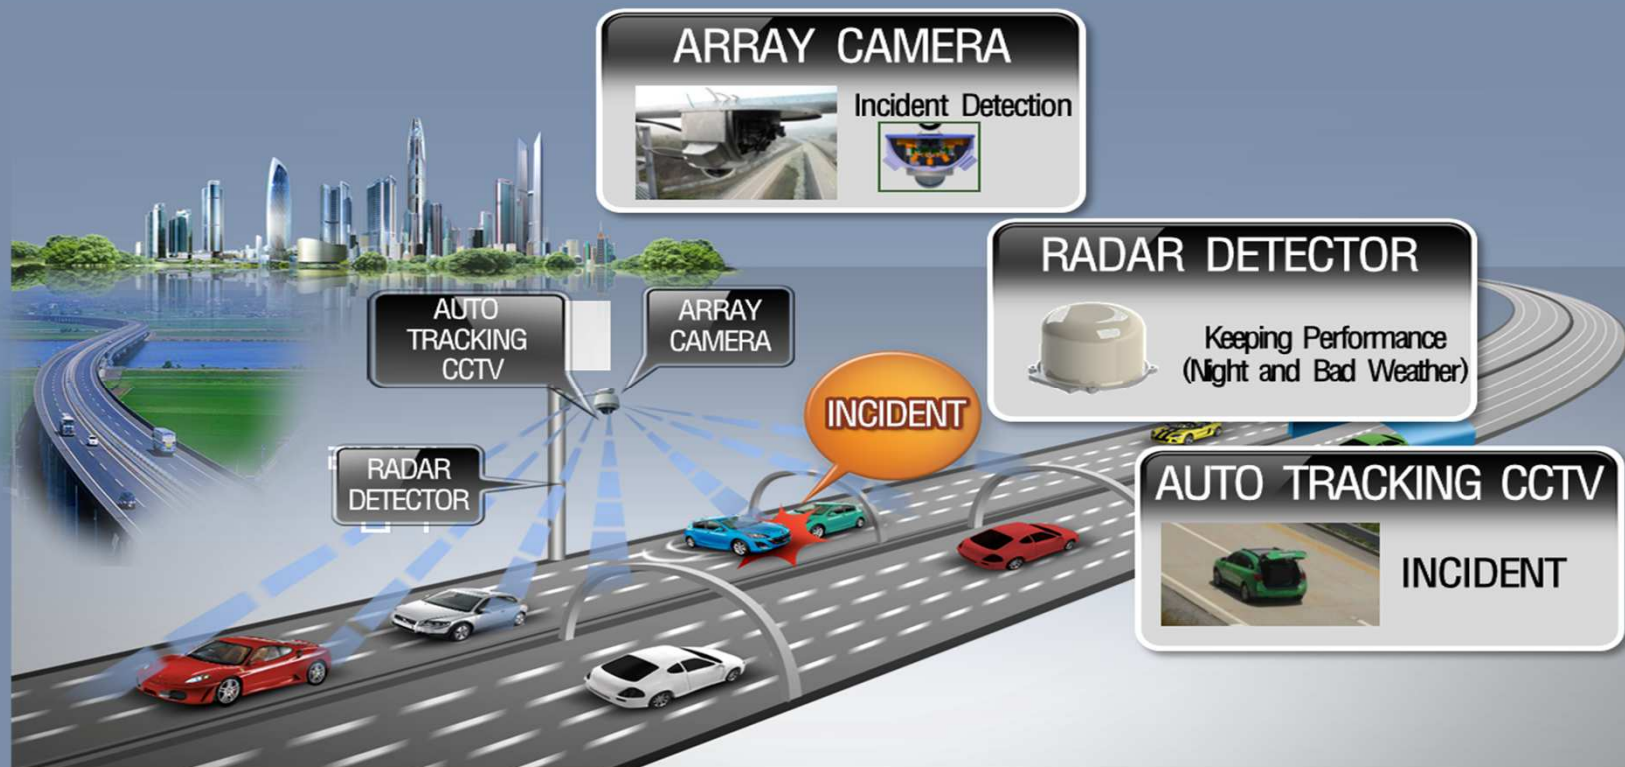 ARRAY CAMERA
Incident Detection
RADAR DETECTOR
Keeping Performance
(Night and Bad Weather)
AUTO
TRACKING
CCTV
ARRAY
CAMERA
INCIDENT
RADAR
DETECTOR
AUTO TRACKING CCTV
INCIDENT